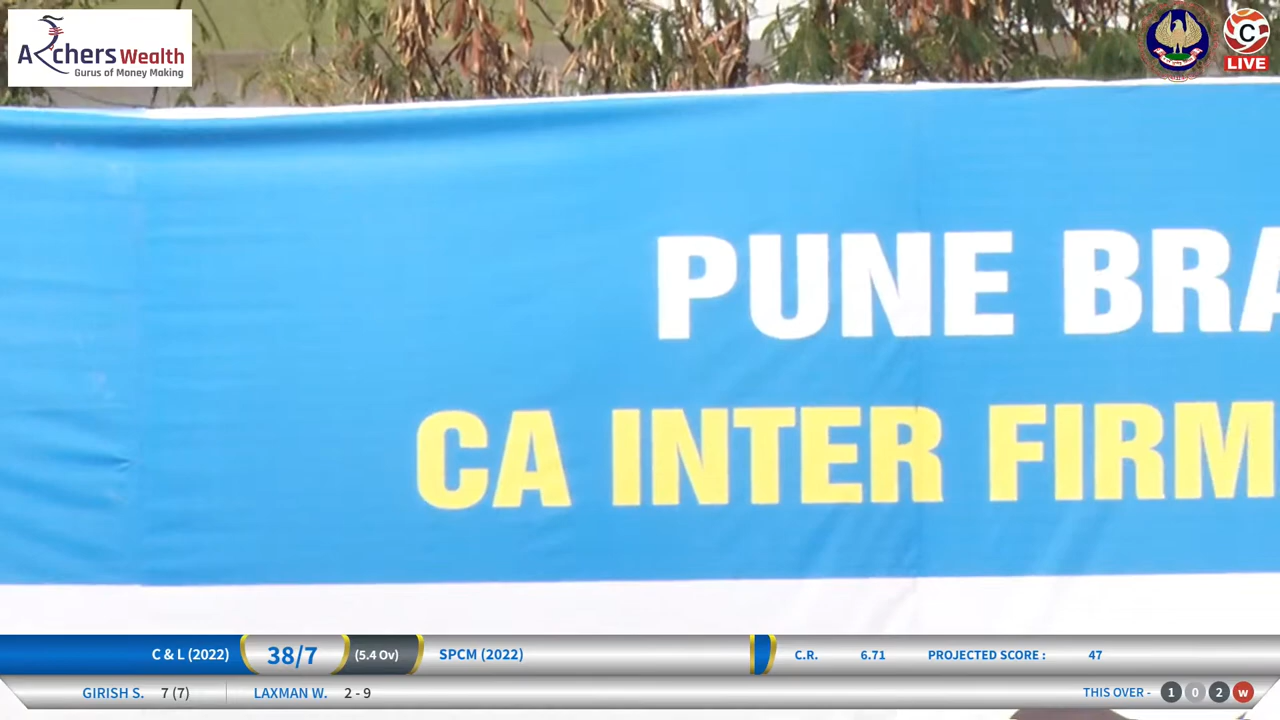 Archers Wealth
Gurus of Money Making
C
LIVE
PUNE BRA
CA INTER FIRM
C & L (2022) 38/7 (5.4 Ov) SPCM (2022) C.R. 6.71 PROJECTED SCORE : 47
GIRISH S. 7 (7) LAXMAN W. 2 - 9 THIS OVER - 1 0 2 w